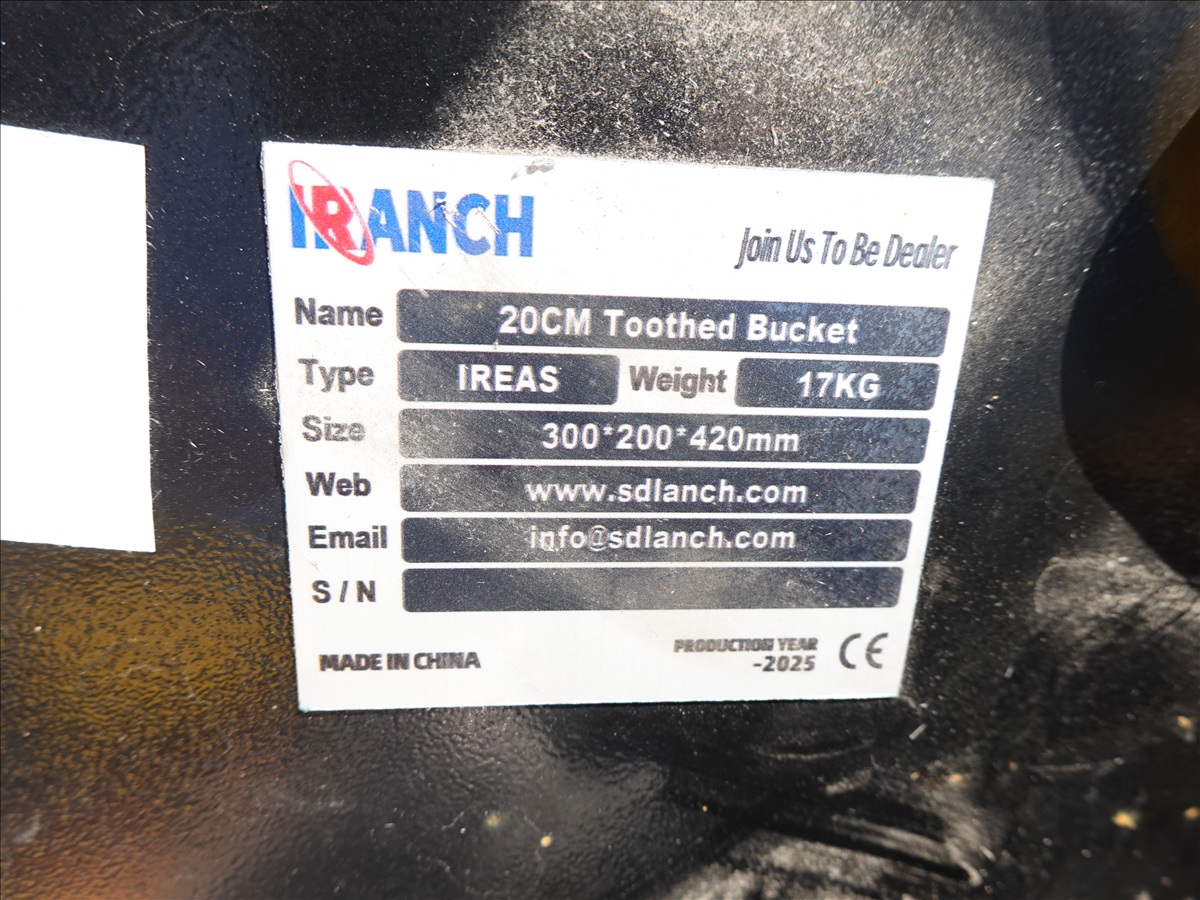 IRANCH
Join Us To Be Dealer
Name 20CM Toothed Bucket
Type IREAS Weight 17KG
Size 300*200*420mm
Web www.sdlanch.com
Email info@sdlanch.com
S / N
MADE IN CHINA
PRODUCTION YEAR
-2025 CE